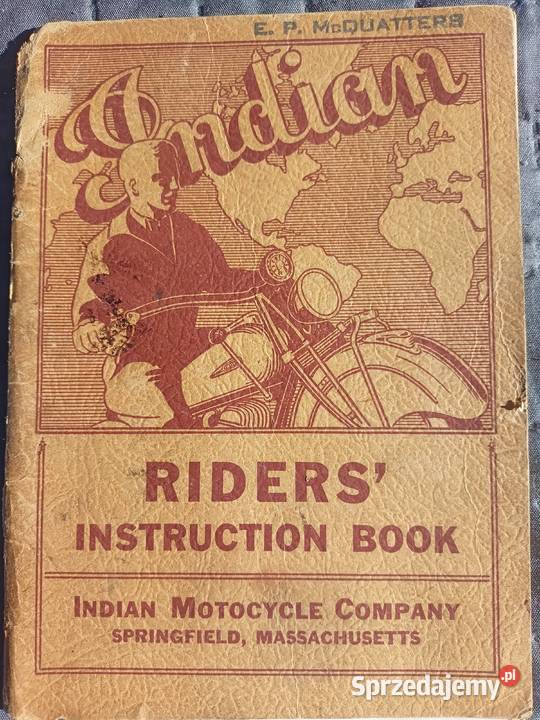 E. P. McQUATTERS
Indian
RIDERS'
INSTRUCTION BOOK
INDIAN MOTOCYCLE COMPANY
SPRINGFIELD, MASSACHUSETTS
Sprzedajemy.pl